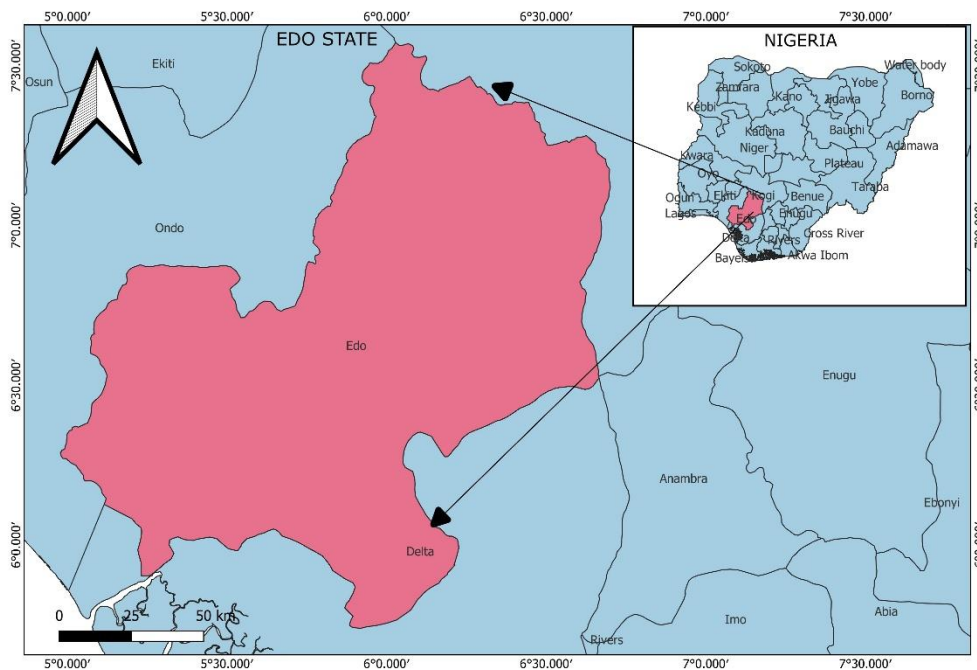 5°0.000′ 5°30.000′ 6°00.000′ 6°30.000′ 7°0.000′ 7°30.000′
EDO STATE
NIGERIA
Osun
Ekiti
Ondo
Edo
Delta
Anambra
Enugu
Ebonyi
Imo
Abia
Rivers
Sokoto
Water body
Zamfara
Yobe
Kano
Jigawa
Borno
Kebbi
Kaduna
Bauchi
Niger
Adamawa
Kwara
Plateau
Oyo
Taraba
Ekiti
Kogi
Benue
Ogun
Lagos
Edo
Enugu
Delta
Rivers
Cross River
Bayels
Akwa Ibom
7°30.000′
7°0.000′
6°30.000′
6°0.000′
0 25 50 km
5°0.000′ 5°30.000′ 6°00.000′ 6°30.000′ 7°0.000′ 7°30.000′